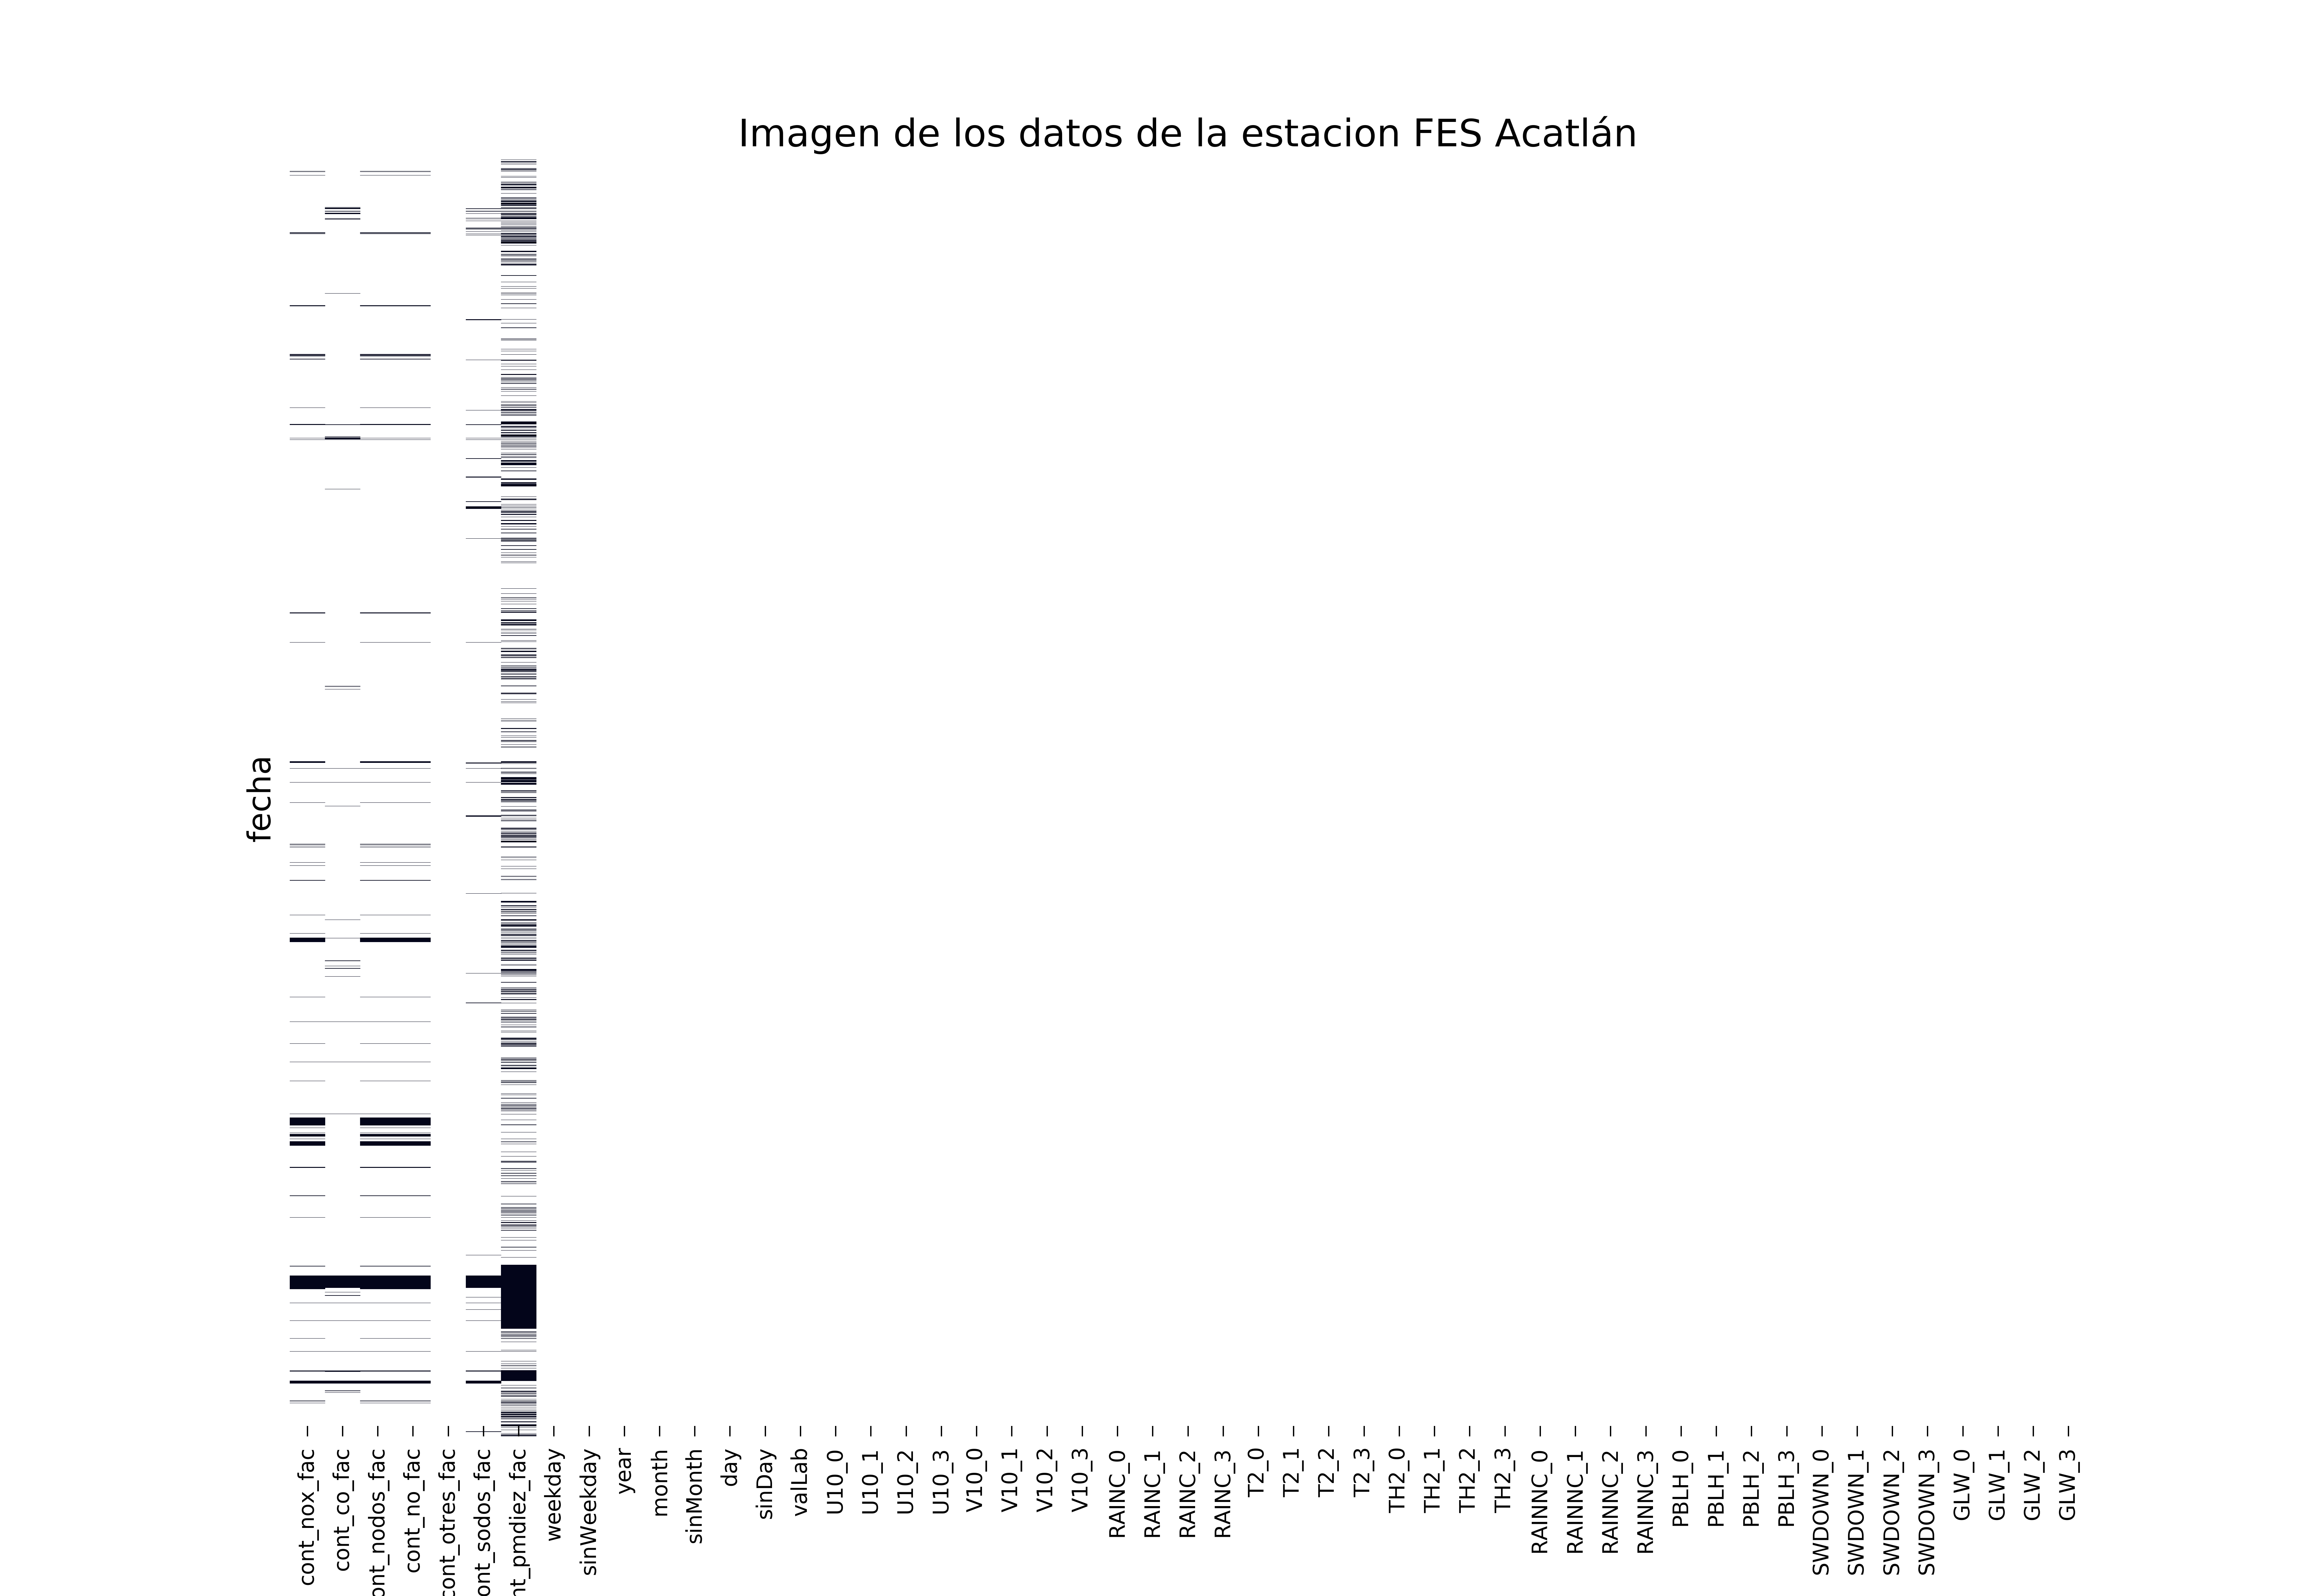 Imagen de los datos de la estacion FES Acatlán
fecha
cont_nox_fac
cont_co_fac
ont_nodos_fac
cont_no_fac
cont_otres_fac
ont_sodos_fac
nt_pmdiez_fac
weekday
sinWeekday
year
month
sinMonth
day
sinDay
valLab
U10_0
U10_1
U10_2
U10_3
V10_0
V10_1
V10_2
V10_3
RAINC_0
RAINC_1
RAINC_2
RAINC_3
T2_0
T2_1
T2_2
T2_3
TH2_0
TH2_1
TH2_2
TH2_3
RAINNC_0
RAINNC_1
RAINNC_2
RAINNC_3
PBLH_0
PBLH_1
PBLH_2
PBLH_3
SWDOWN_0
SWDOWN_1
SWDOWN_2
SWDOWN_3
GLW_0
GLW_1
GLW_2
GLW_3